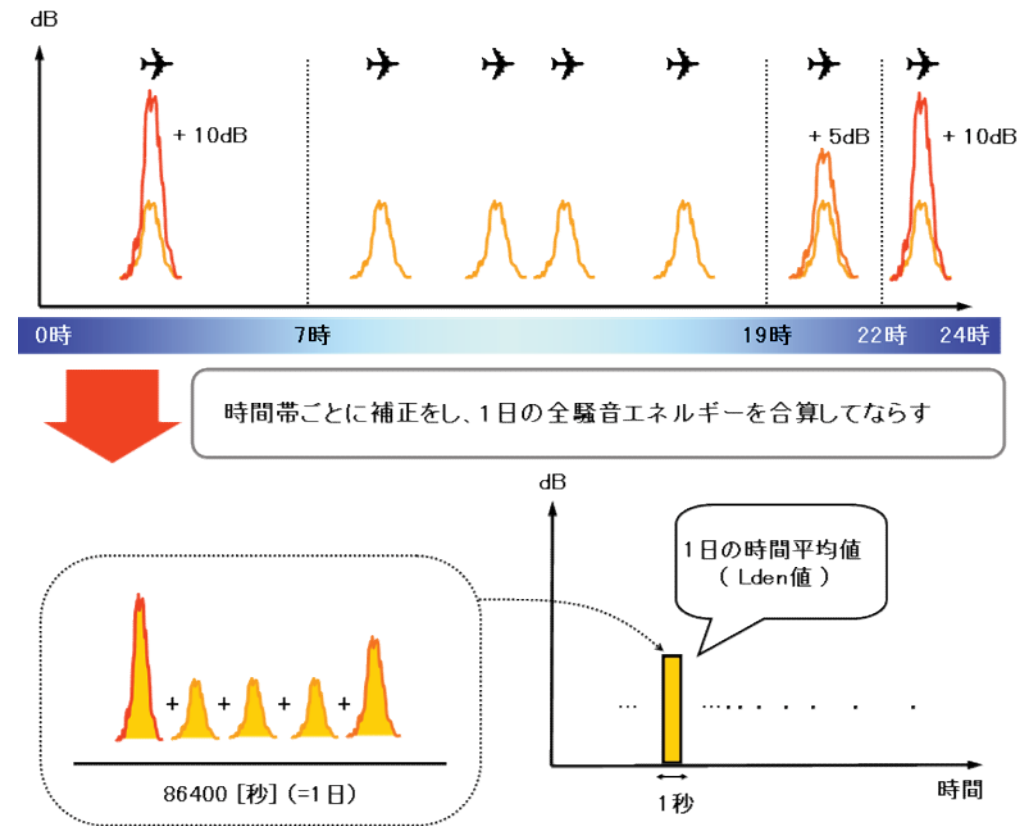 dB
+ 10dB
+ 5dB
+ 10dB
0時
7時
19時
22時
24時
時間帯ごとに補正をし、1日の全騒音エネルギーを合算してならす
dB
1日の時間平均値
( Lden値 )
+ + + +
86400 [秒] (=1日)
... ......
1秒
時間